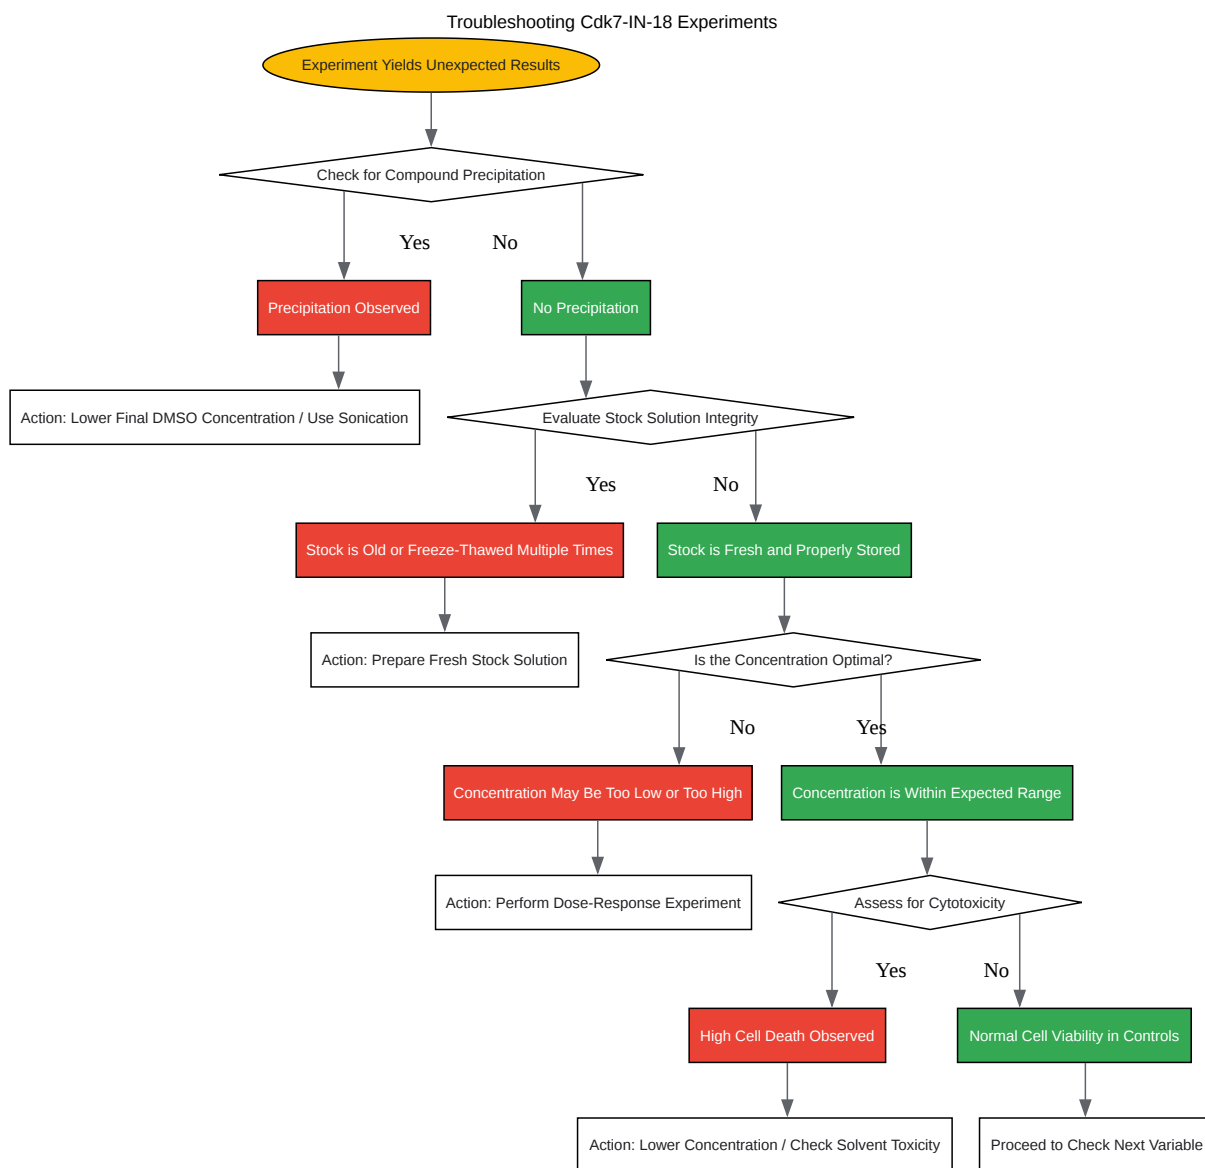 Troubleshooting Cdk7-IN-18 Experiments
Experiment Yields Unexpected Results
Check for Compound Precipitation
Yes
No
Precipitation Observed
No Precipitation
Action: Lower Final DMSO Concentration / Use Sonication
Evaluate Stock Solution Integrity
Yes
No
Stock is Old or Freeze-Thawed Multiple Times
Stock is Fresh and Properly Stored
Action: Prepare Fresh Stock Solution
Is the Concentration Optimal?
No
Yes
Concentration May Be Too Low or Too High
Concentration is Within Expected Range
Action: Perform Dose-Response Experiment
Assess for Cytotoxicity
Yes
No
High Cell Death Observed
Normal Cell Viability in Controls
Action: Lower Concentration / Check Solvent Toxicity
Proceed to Check Next Variable